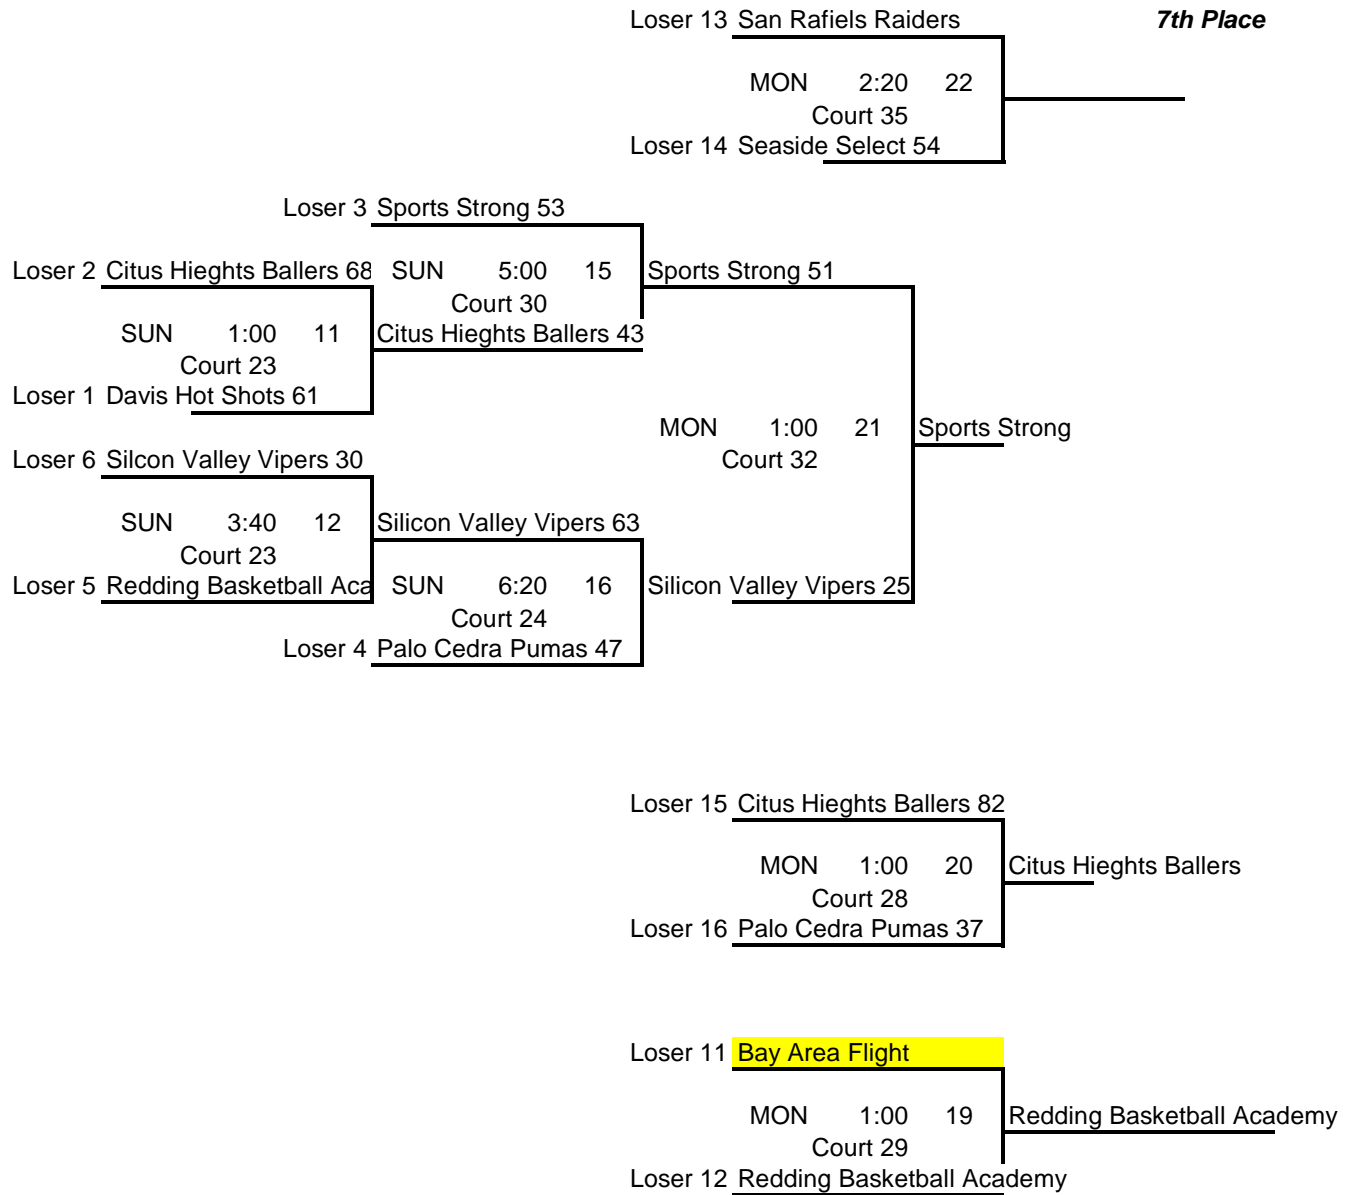 Loser 13 San Rafiels Raiders 7th Place
MON 2:20 22
Court 35
Loser 14 Seaside Select 54
Loser 3 Sports Strong 53
Loser 2 Citus Hieghts Ballers 68 SUN 5:00 15 Sports Strong 51
Court 30
SUN 1:00 11 Citus Hieghts Ballers 43
Court 23
Loser 1 Davis Hot Shots 61
MON 1:00 21 Sports Strong
Loser 6 Silcon Valley Vipers 30 Court 32
SUN 3:40 12 Silicon Valley Vipers 63
Court 23
Loser 5 Redding Basketball Aca SUN 6:20 16 Silicon Valley Vipers 25
Court 24
Loser 4 Palo Cedra Pumas 47
Loser 15 Citus Hieghts Ballers 82
MON 1:00 20 Citus Hieghts Ballers
Court 28
Loser 16 Palo Cedra Pumas 37
Loser 11 Bay Area Flight
MON 1:00 19 Redding Basketball Academy
Court 29
Loser 12 Redding Basketball Academy